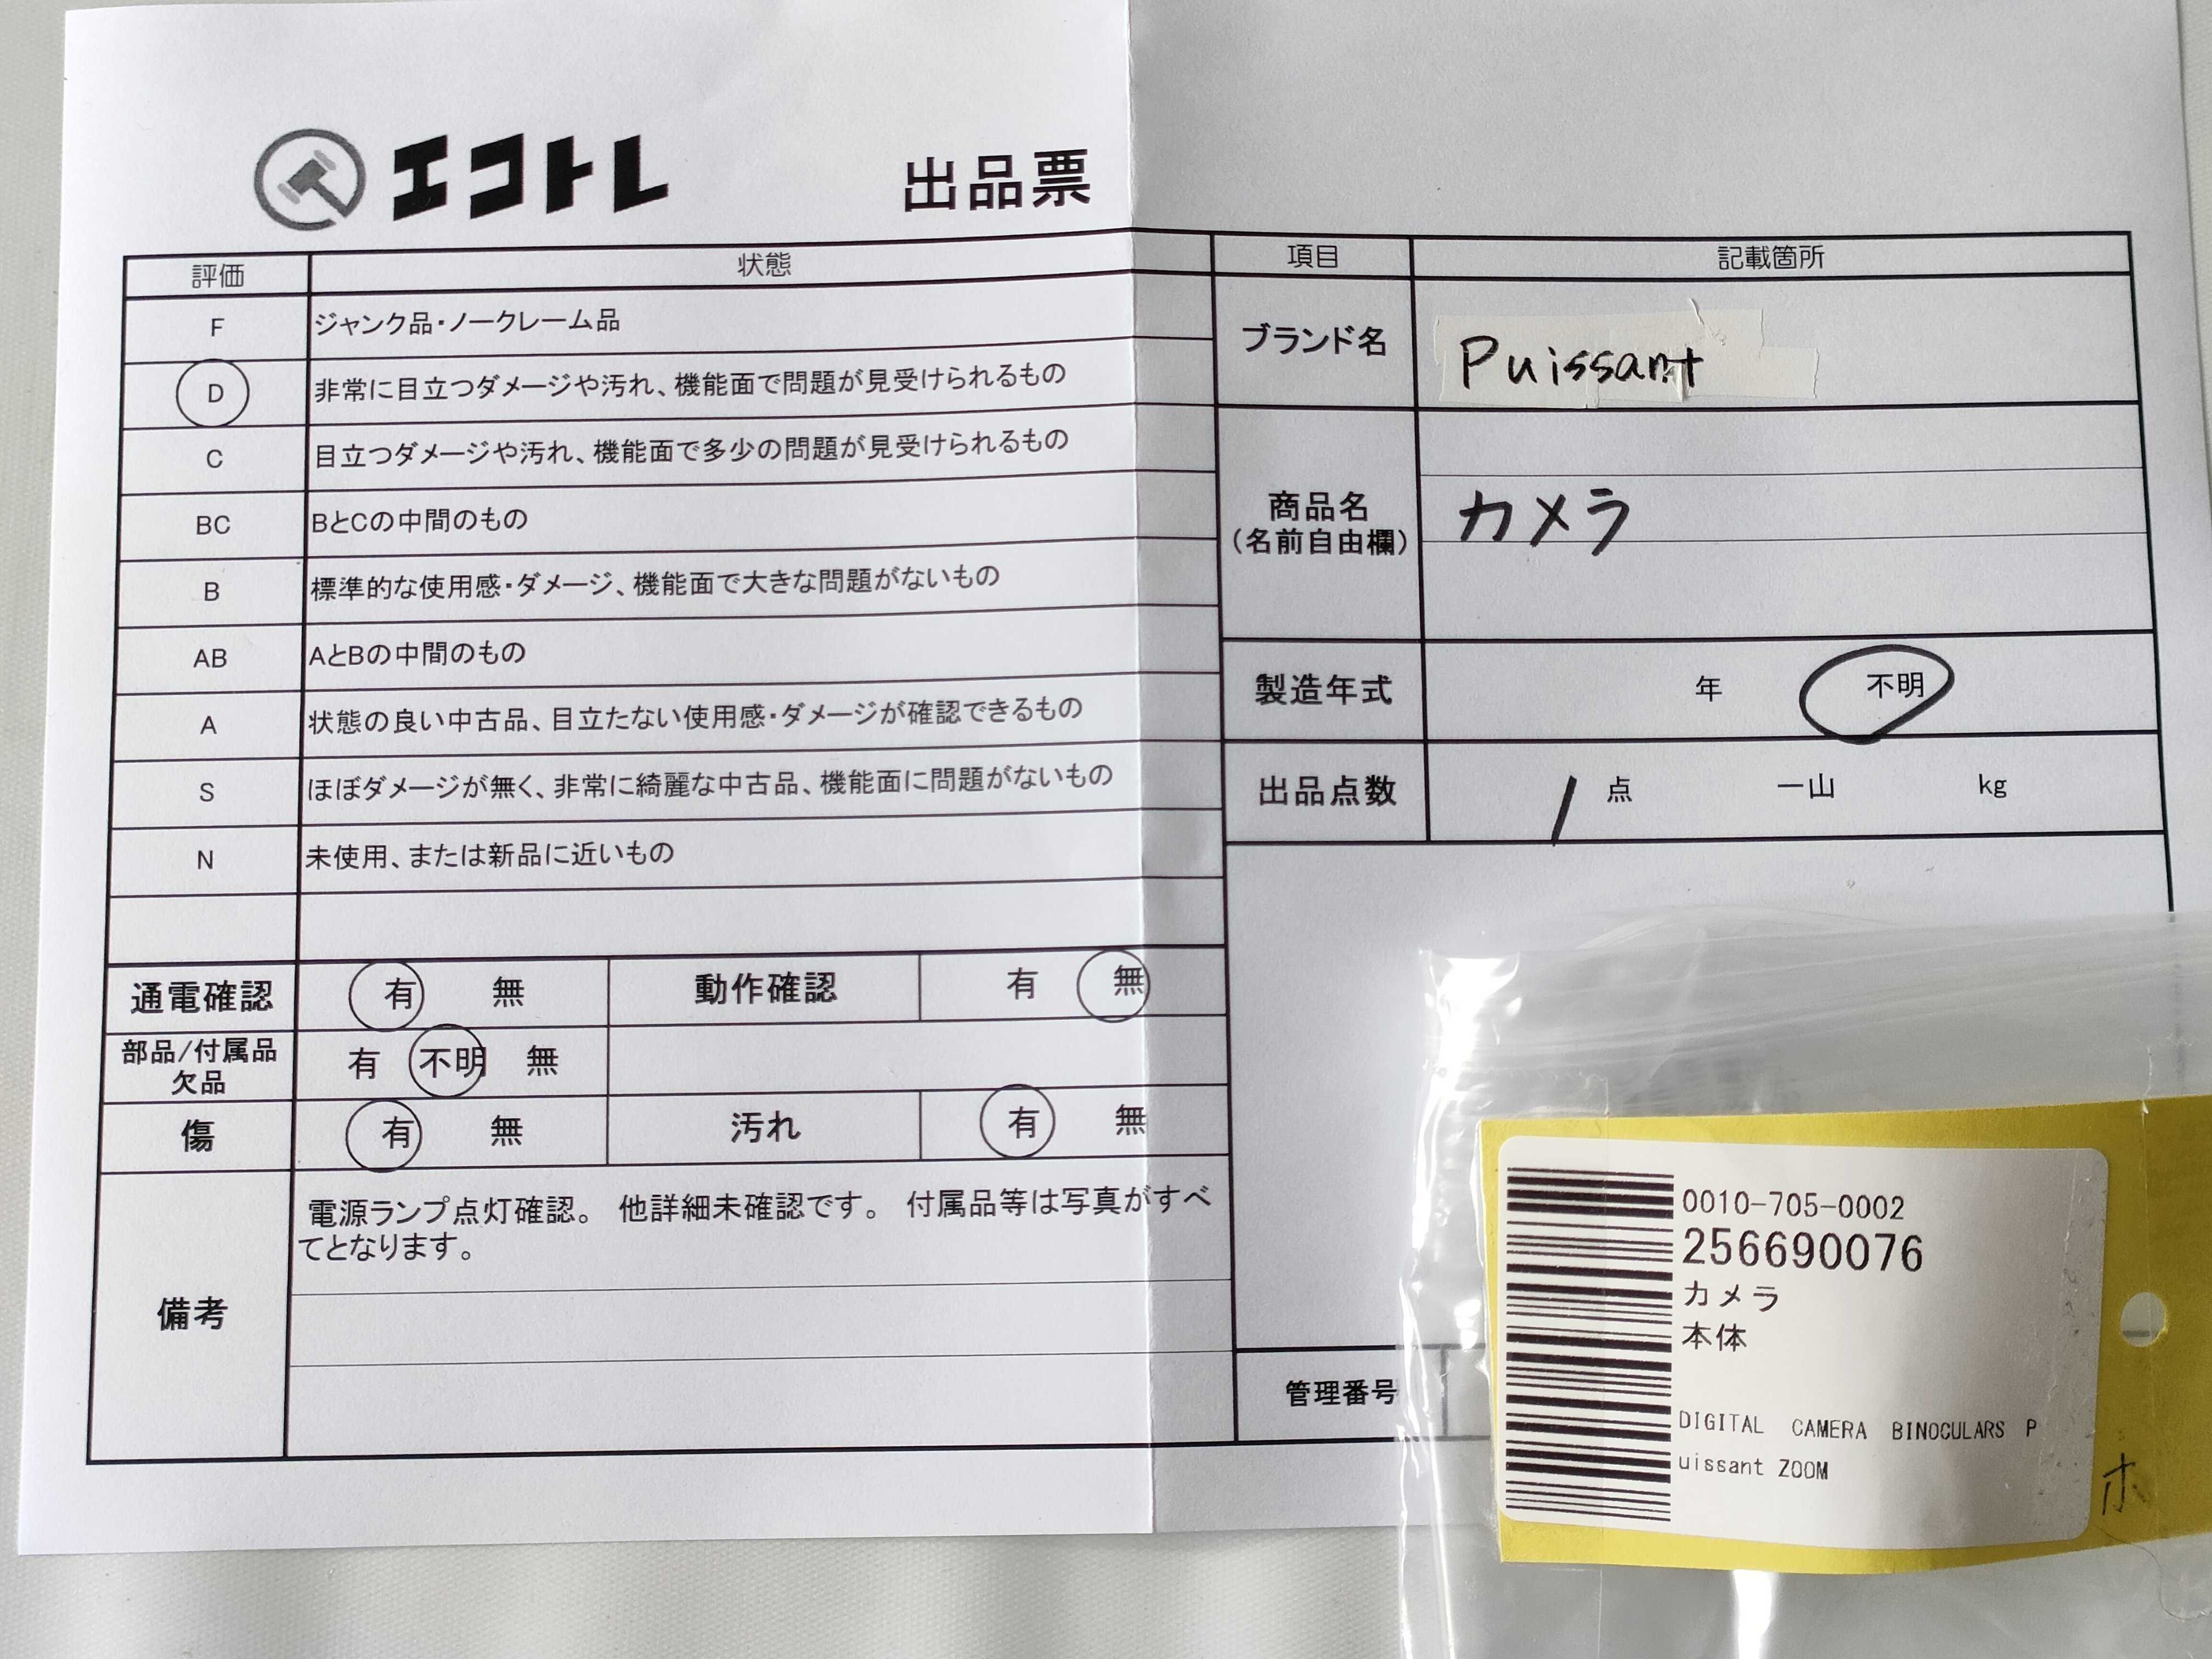 エコトレ
出品票
評価 状態
F ジャンク品・ノークレーム品
D 非常に目立つダメージや汚れ、機能面で問題が見受けられるもの
C 目立つダメージや汚れ、機能面で多少の問題が見受けられるもの
BC BとCの中間のもの
B 標準的な使用感・ダメージ、機能面で大きな問題がないもの
AB AとBの中間のもの
A 状態の良い中古品、目立たない使用感・ダメージが確認できるもの
S ほぼダメージが無く、非常に綺麗な中古品、機能面に問題がないもの
N 未使用、または新品に近いもの
通電確認 有 無 動作確認 有 無
部品/付属品
欠品
有 不明 無
傷 有 無 汚れ 有 無
備考
電源ランプ点灯確認。 他詳細未確認です。 付属品等は写真がすべ
てとなります。
項目 記載箇所
ブランド名 Puissant
商品名
(名前自由欄)
カメラ
製造年式 年 不明
出品点数 1 点 一山 kg
管理番号
0010-705-0002
256690076
カメラ
本体
DIGITAL CAMERA BINOCULARS P
uissant ZOOM
ホ